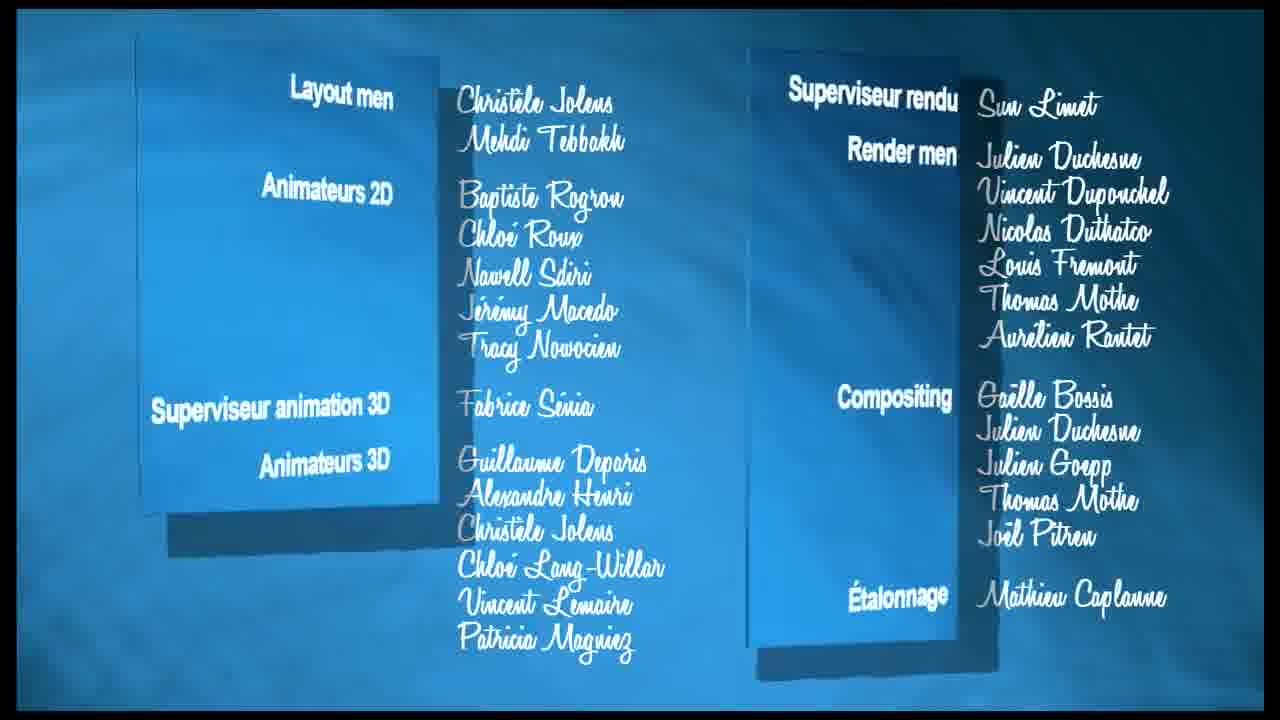 Layout men Christèle Jolens
Mehdi Tebbakh
Animateurs 2D Baptiste Rogron
Chloé Roux
Nawell Sdiri
Jérémy Macedo
Tracy Nowocien
Superviseur animation 3D Fabrice Sénia
Animateurs 3D Guillaume Deparis
Alexandre Henri
Christèle Jolens
Chloé Lang-Willar
Vincent Lemaire
Patricia Magniez
Superviseur rendu Sun Limet
Render men Julien Duchesne
Vincent Duponchel
Nicolas Duthatco
Louis Fremont
Thomas Mothe
Aurélien Rantet
Compositing Gaëlle Bossis
Julien Duchesne
Julien Goepp
Thomas Mothe
Joël Pitren
Étalonnage Mathieu Caplanne